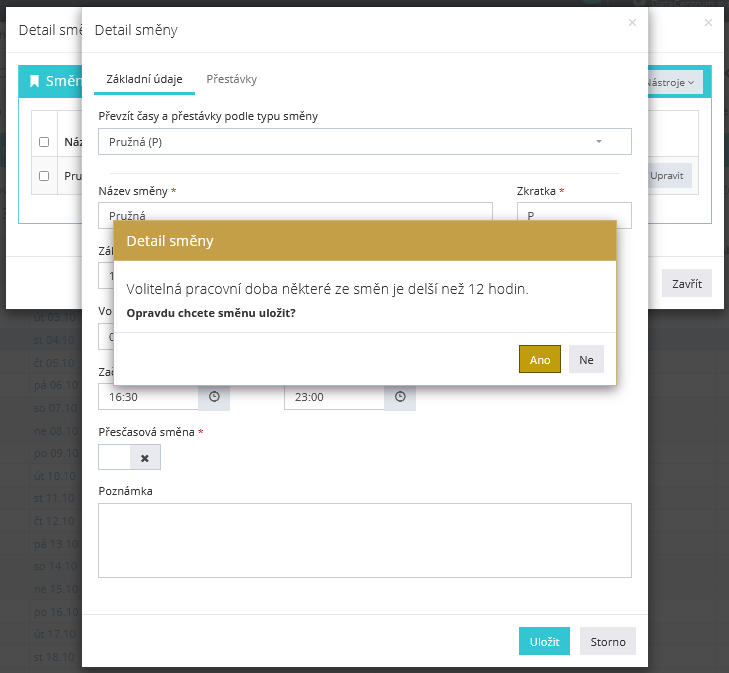 Detail smě
Detail směny
×
×
Směn
Nástroje
Základní údaje
Přestávky
Převzít časy a přestávky podle typu směny
Pružná (P)
Náz
Pru
Upravit
Název směny *
Zkratka *
Pružná
P
Zál
1
Detail směny
Volitelná pracovní doba některé ze směn je delší než 12 hodin.
Opravdu chcete směnu uložit?
Ano
Ne
Zavřít
Vo
0
Zač
16:30
23:00
Přesčasová směna *
Poznámka
Uložit
Storno
út 03.10
st 04.10
čt 05.10
pá 06.10
so 07.10
ne 08.10
po 09.10
út 10.10
st 11.10
čt 12.10
pá 13.10
so 14.10
ne 15.10
po 16.10
út 17.10
st 18.10